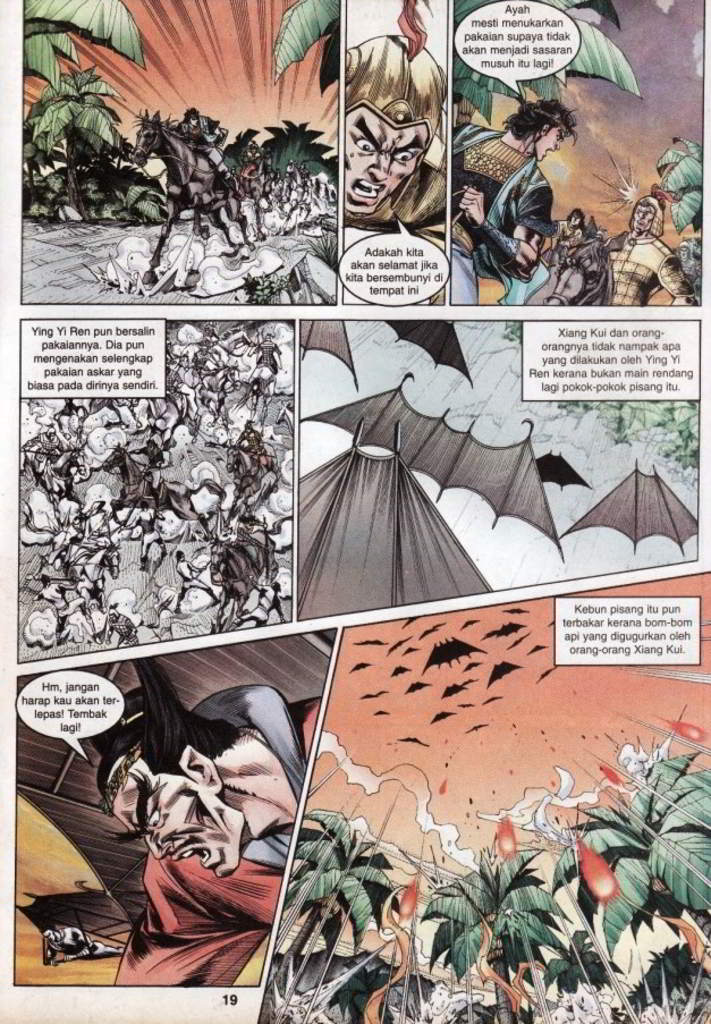 Adakah kita
akan selamat jika
kita bersembunyi di
tempat ini
Ayah
mesti menukarkan
pakaian supaya tidak
akan menjadi sasaran
musuh itu lagi!
Ying Yi Ren pun bersalin
pakaiannya. Dia pun
mengenakan selengkap
pakaian askar yang
biasa pada dirinya sendiri.
Xiang Kui dan orang-
orangnya tidak nampak apa
yang dilakukan oleh Ying Yi
Ren kerana bukan main rendang
lagi pokok-pokok pisang itu.
Hm, jangan
harap kau akan ter-
lepas! Tembak
lagi!
Kebun pisang itu pun
terbakar kerana bom-bom
api yang digugurkan oleh
orang-orang Xiang Kui.
19